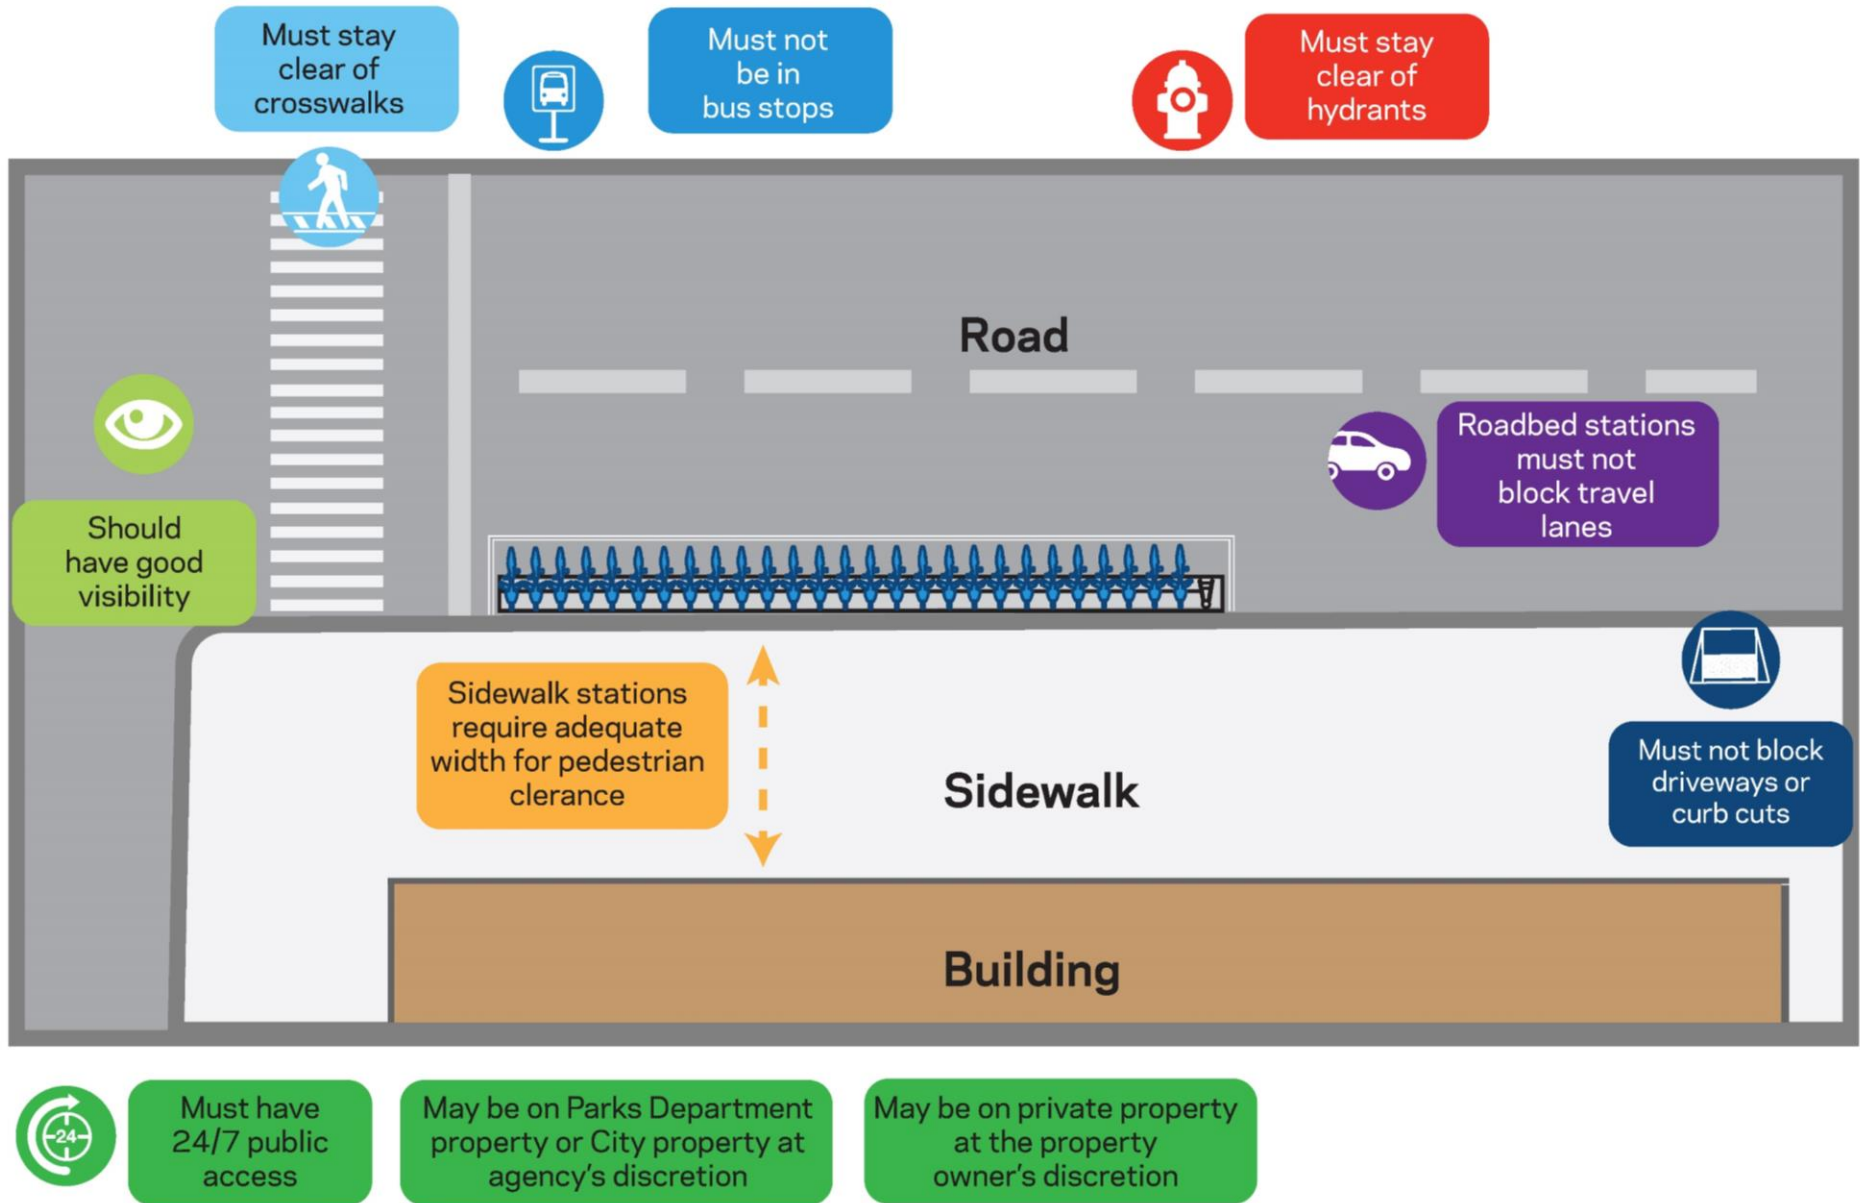 Must stay
clear of
crosswalks
Must not
be in
bus stops
Must stay
clear of
hydrants
Road
Roadbed stations
must not
block travel
lanes
Should
have good
visibility
Sidewalk stations
require adequate
width for pedestrian
clerance
Sidewalk
Must not block
driveways or
curb cuts
Building
24
Must have
24/7 public
access
May be on Parks Department
property or City property at
agency's discretion
May be on private property
at the property
owner's discretion